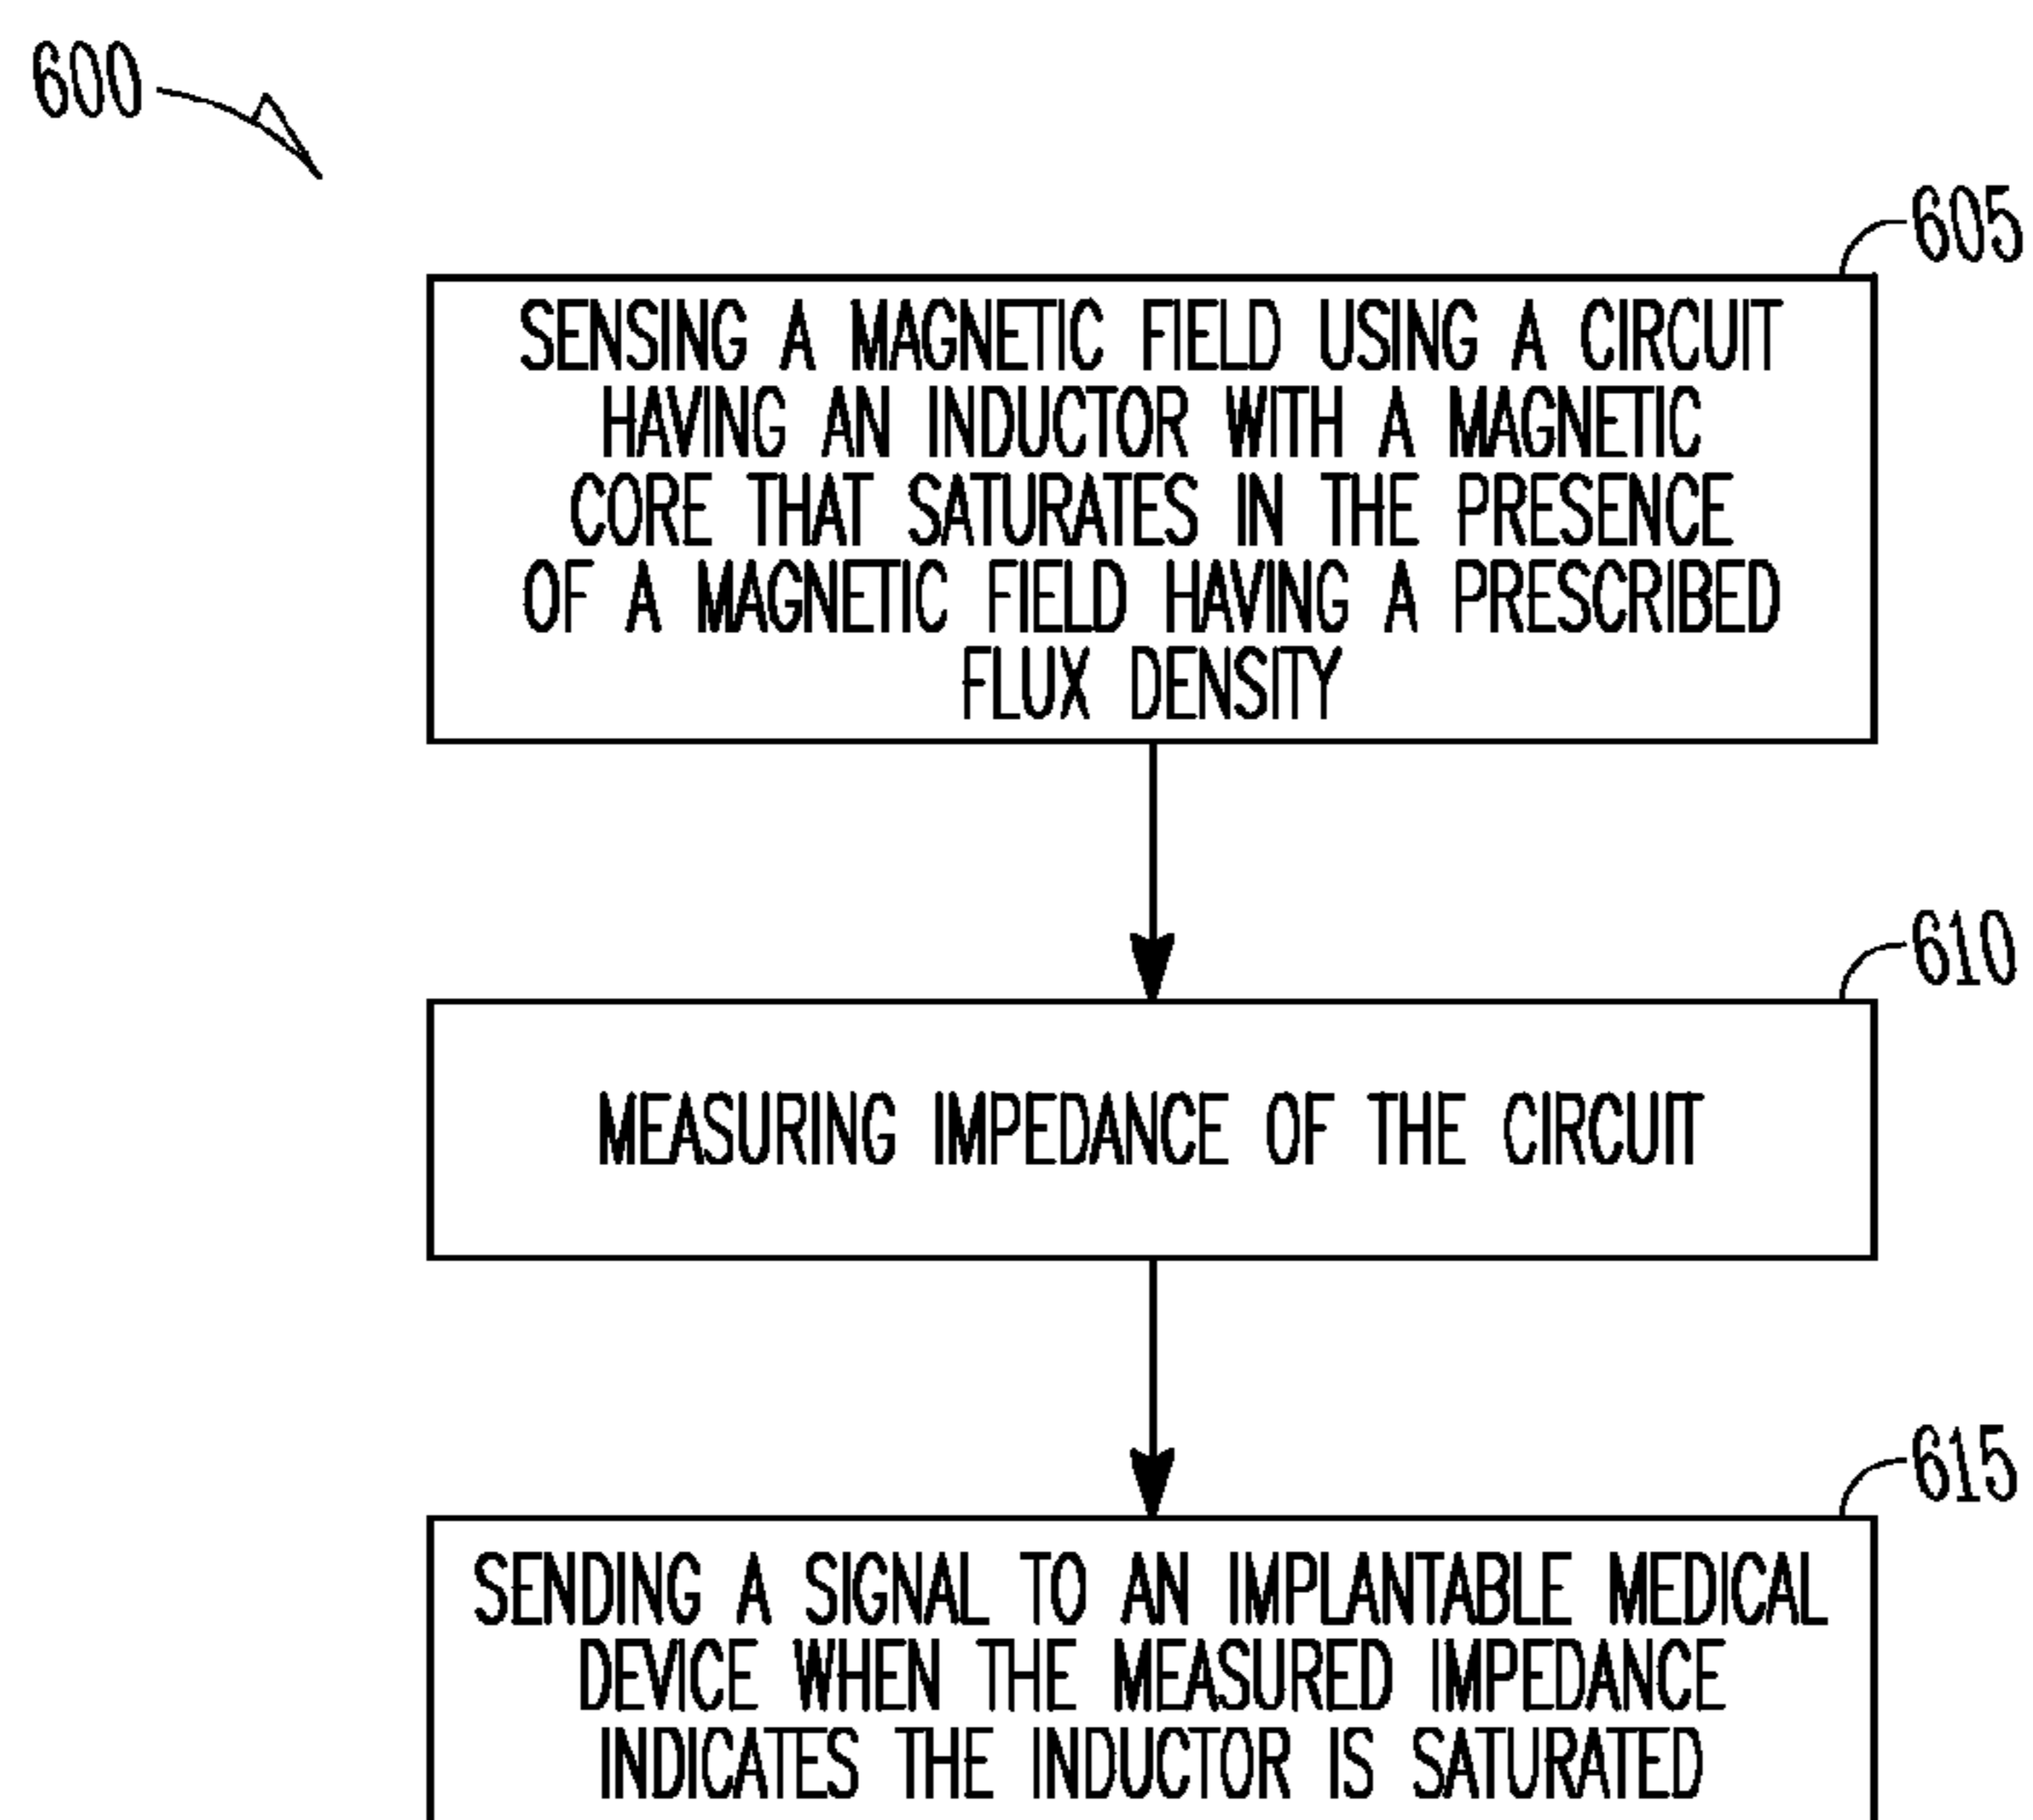 600
605
SENSING A MAGNETIC FIELD USING A CIRCUIT
HAVING AN INDUCTOR WITH A MAGNETIC
CORE THAT SATURATES IN THE PRESENCE
OF A MAGNETIC FIELD HAVING A PRESCRIBED
FLUX DENSITY
610
MEASURING IMPEDANCE OF THE CIRCUIT
615
SENDING A SIGNAL TO AN IMPLANTABLE MEDICAL
DEVICE WHEN THE MEASURED IMPEDANCE
INDICATES THE INDUCTOR IS SATURATED